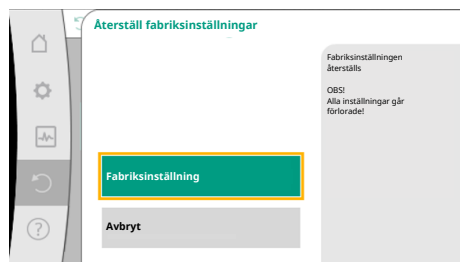 Återställ fabriksinställningar
Fabriksinställningen
återställs
OBS!
Alla inställningar går
förlorade!
Fabriksinställning
Avbryt